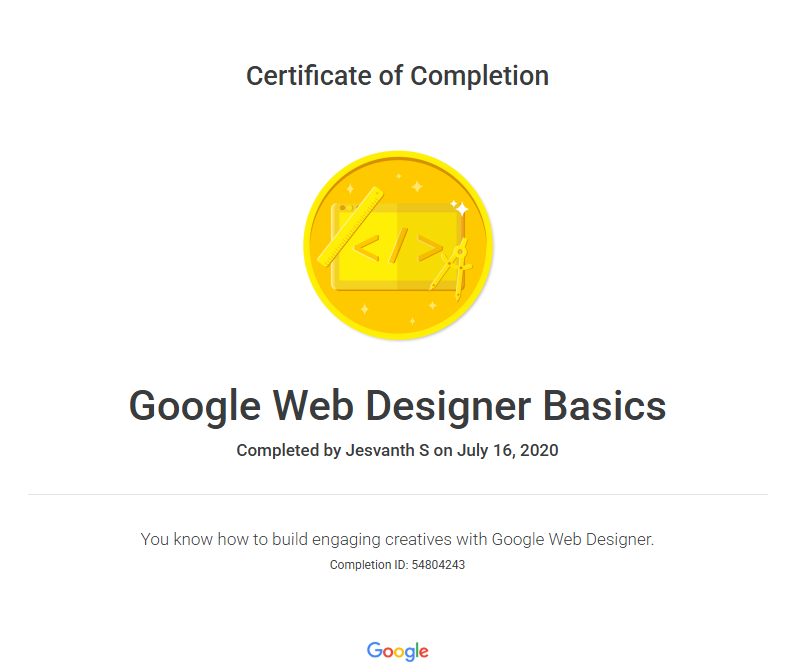 Certificate of Completion
< / >
Google Web Designer Basics
Completed by Jesvanth S on July 16, 2020
You know how to build engaging creatives with Google Web Designer.
Completion ID: 54804243
Google